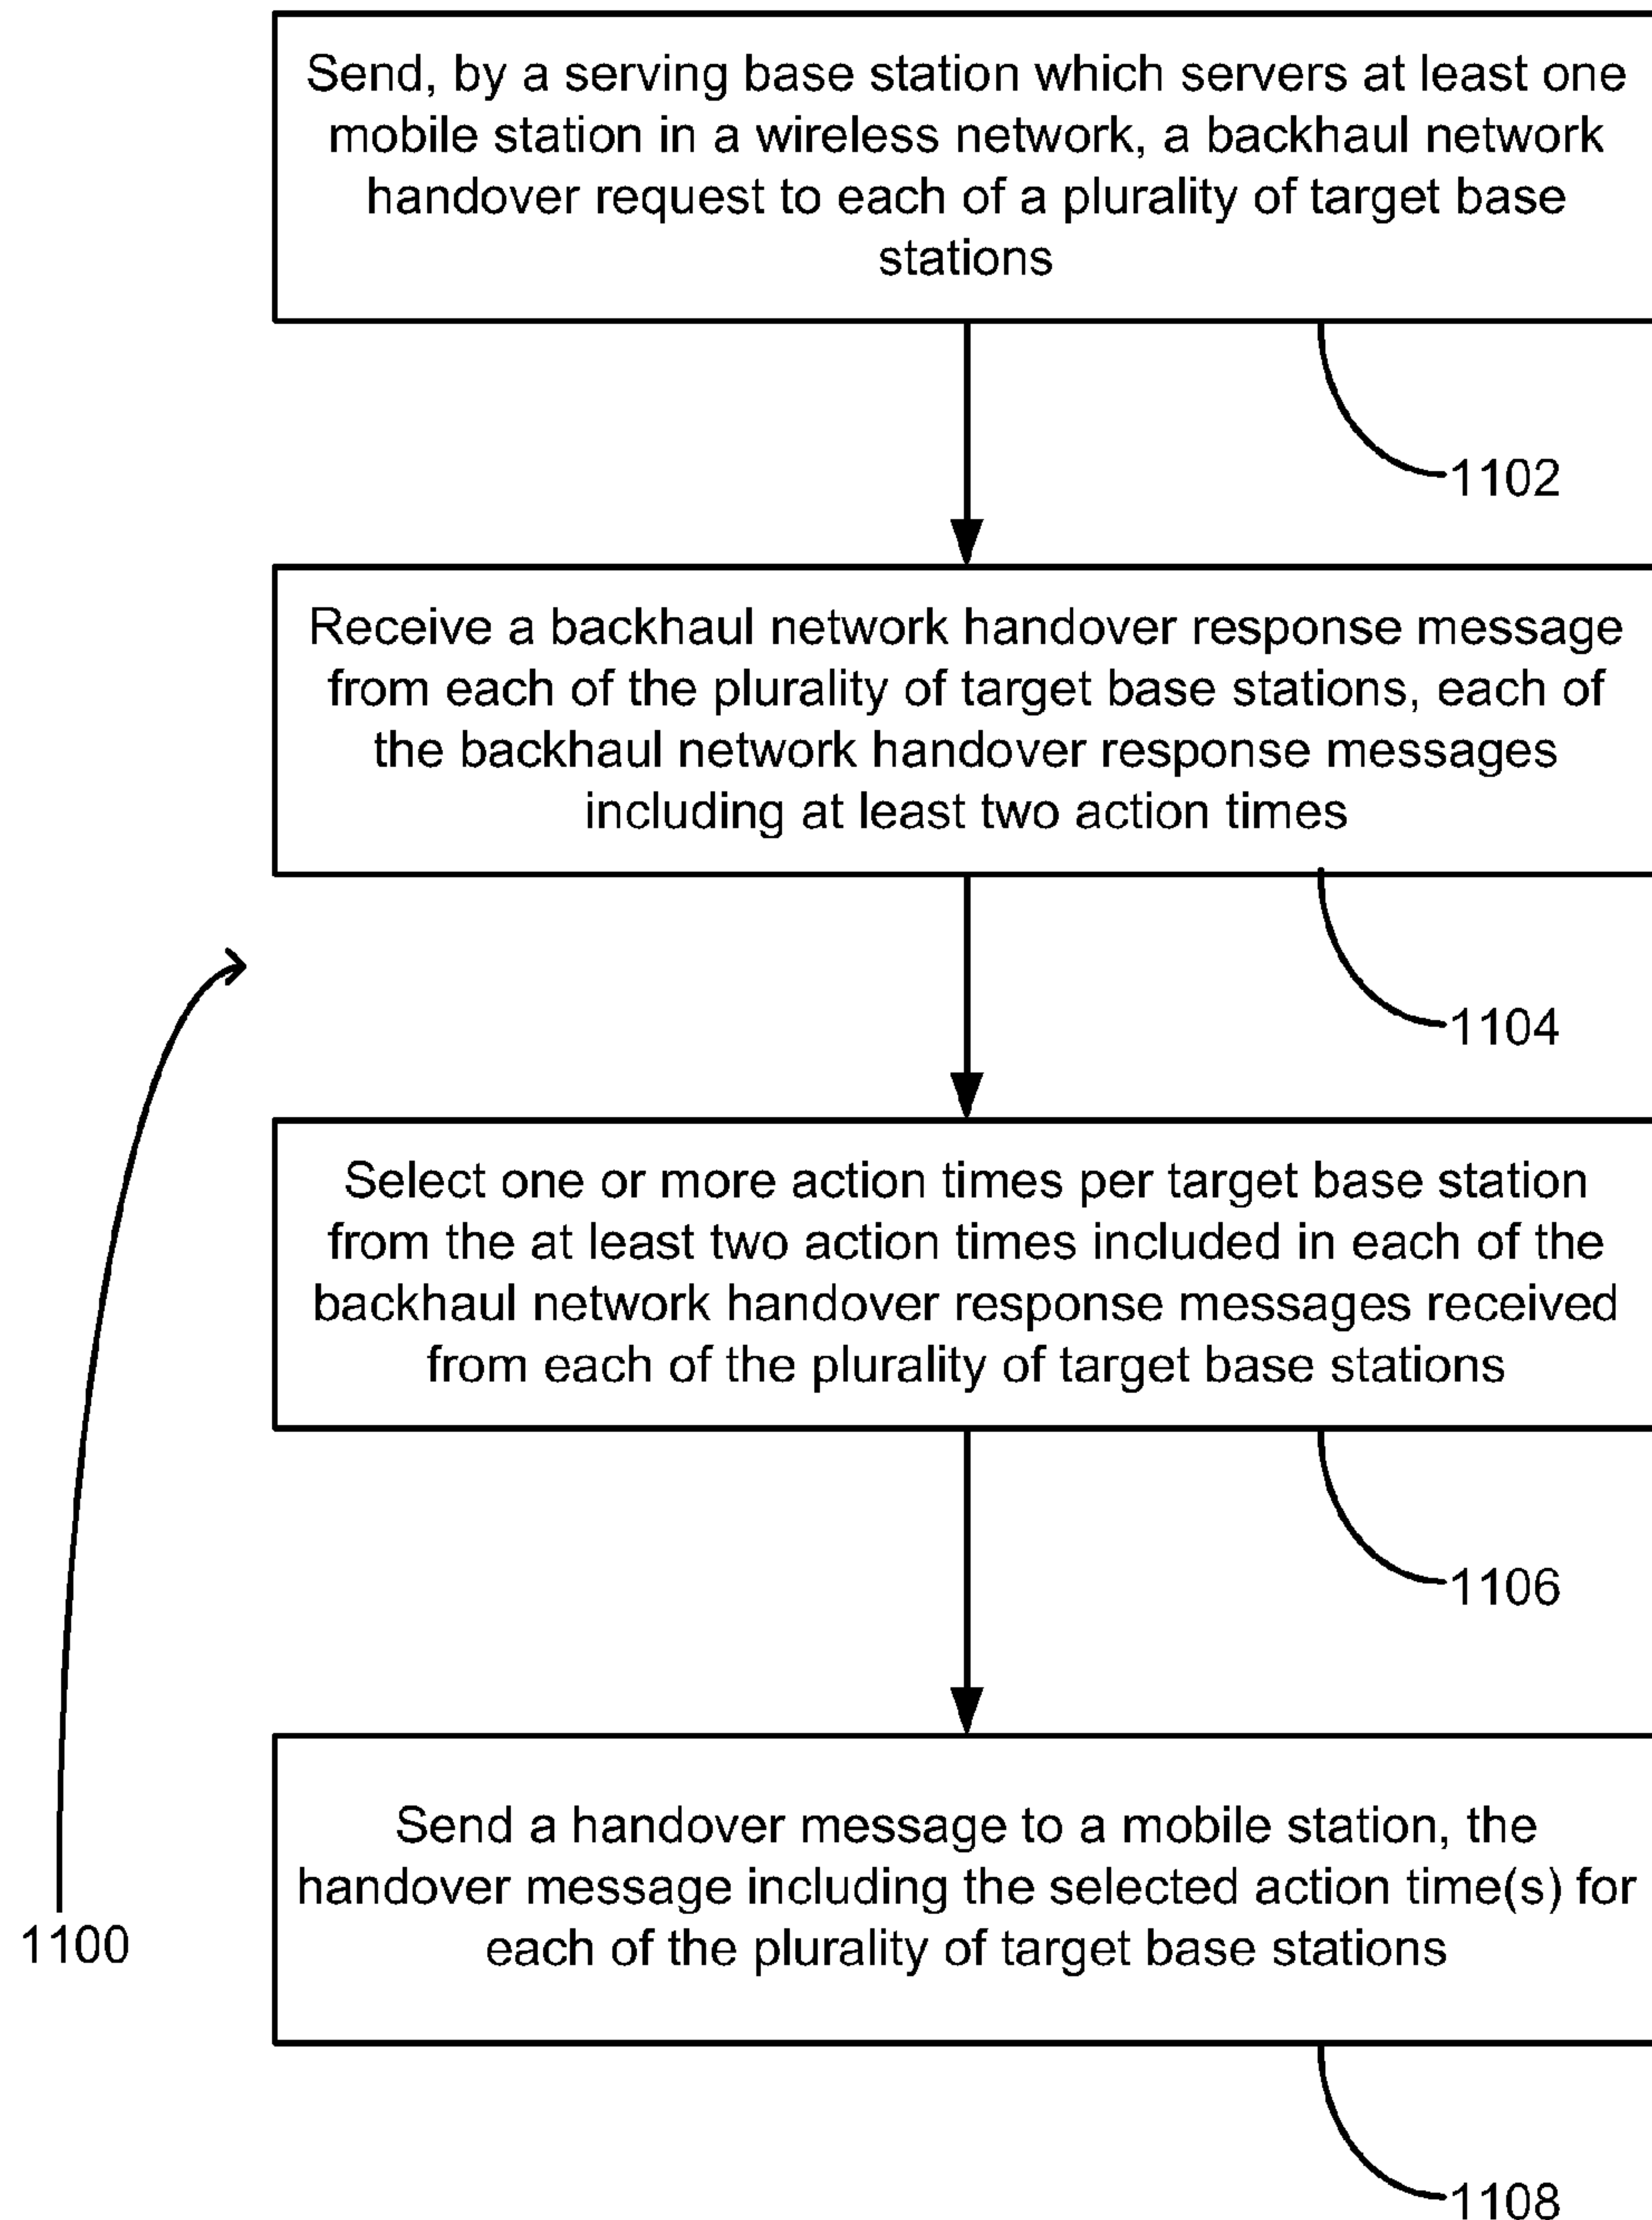 Send, by a serving base station which servers at least one
mobile station in a wireless network, a backhaul network
handover request to each of a plurality of target base
stations
1102
Receive a backhaul network handover response message
from each of the plurality of target base stations, each of
the backhaul network handover response messages
including at least two action times
1104
Select one or more action times per target base station
from the at least two action times included in each of the
backhaul network handover response messages received
from each of the plurality of target base stations
1106
Send a handover message to a mobile station, the
handover message including the selected action time(s) for
each of the plurality of target base stations
1100
1108